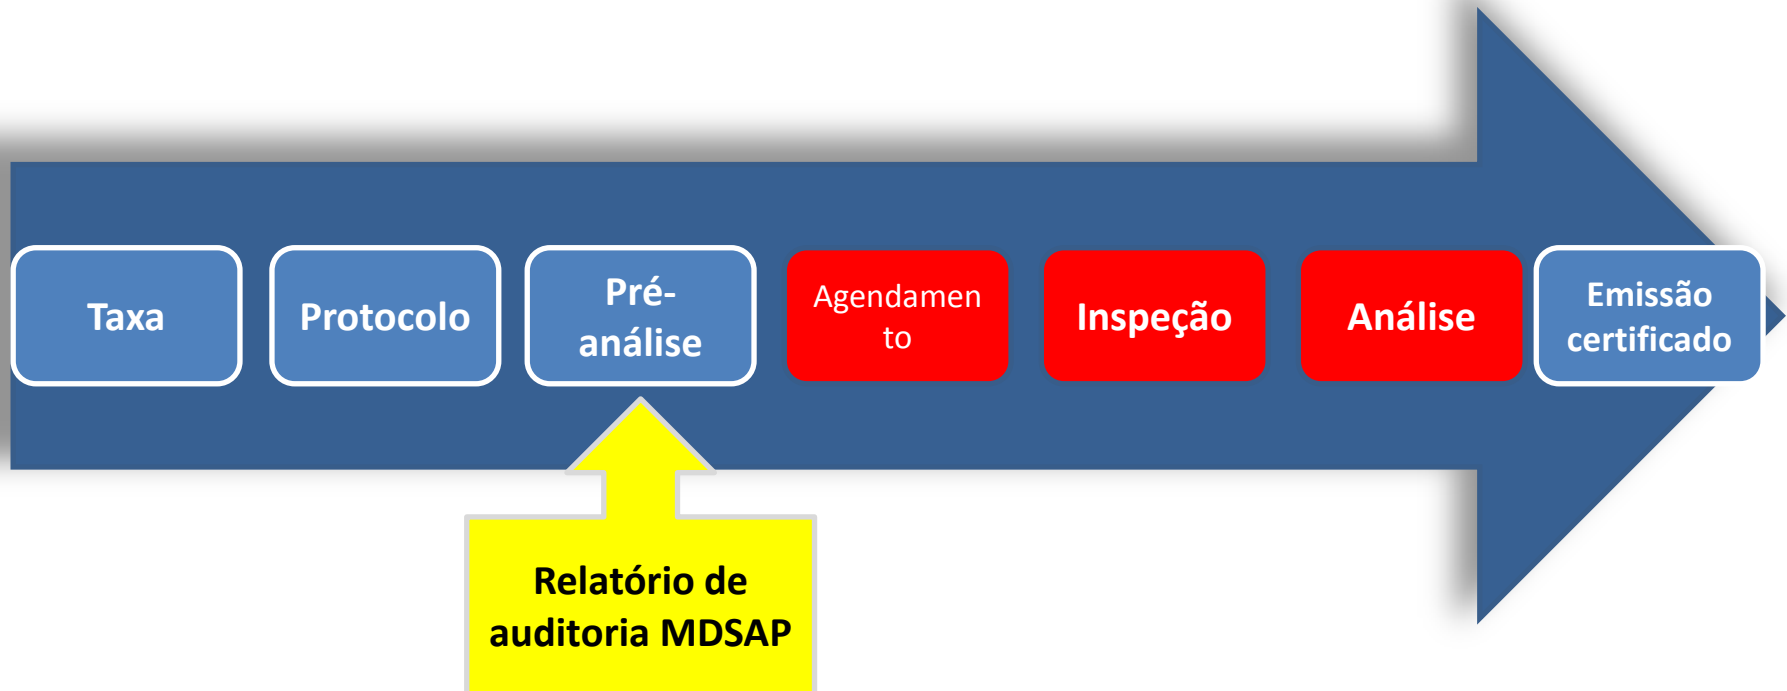 Taxa
Protocolo
Pré-
análise
Agendamen
to
Inspeção
Análise
Emissão
certificado
Relatório de
auditoria MDSAP